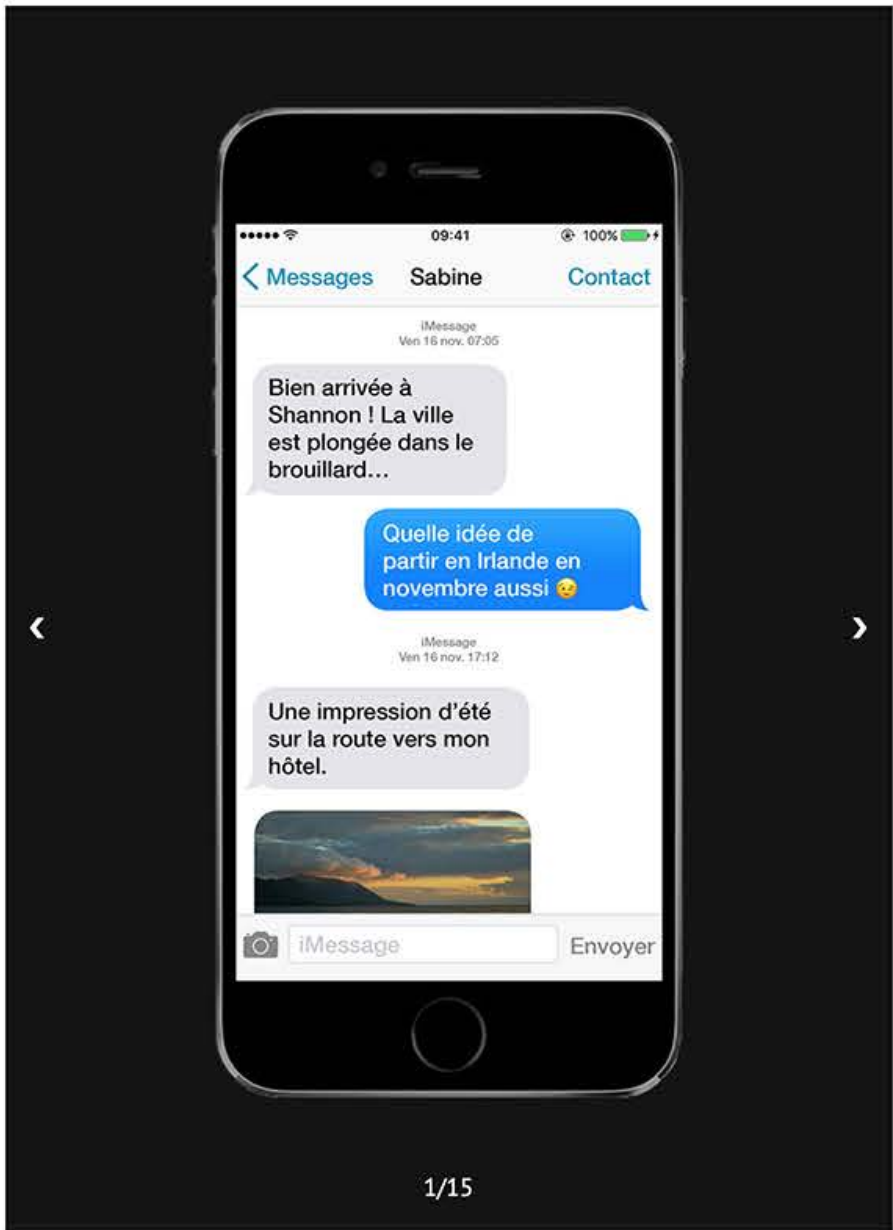 09:41
100%
Messages Sabine Contact
iMessage
Ven 16 nov. 07:05
Bien arrivée à
Shannon ! La ville
est plongée dans le
brouillard…
Quelle idée de
partir en Irlande en
novembre aussi 😉
iMessage
Ven 16 nov. 17:12
Une impression d’été
sur la route vers mon
hôtel.
iMessage Envoyer
1/15